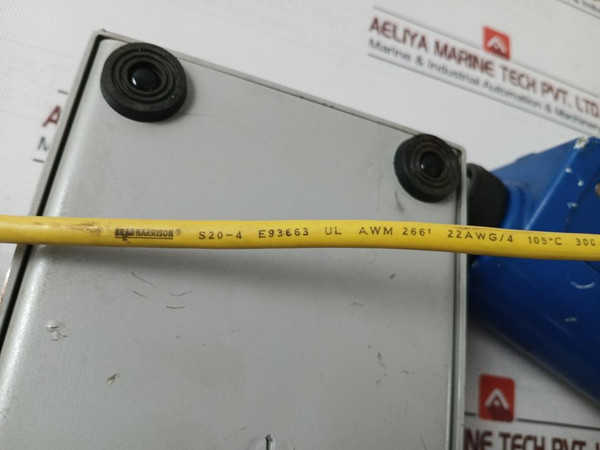 AELIYA MARINE TECH PVT. LTD
Marine & Industrial Automation & Machinery
BRAD HARRISON® S20-4 E93663 UL AWM 2661 22AWG/4 105°C 300
NE TECH PVT. LTD